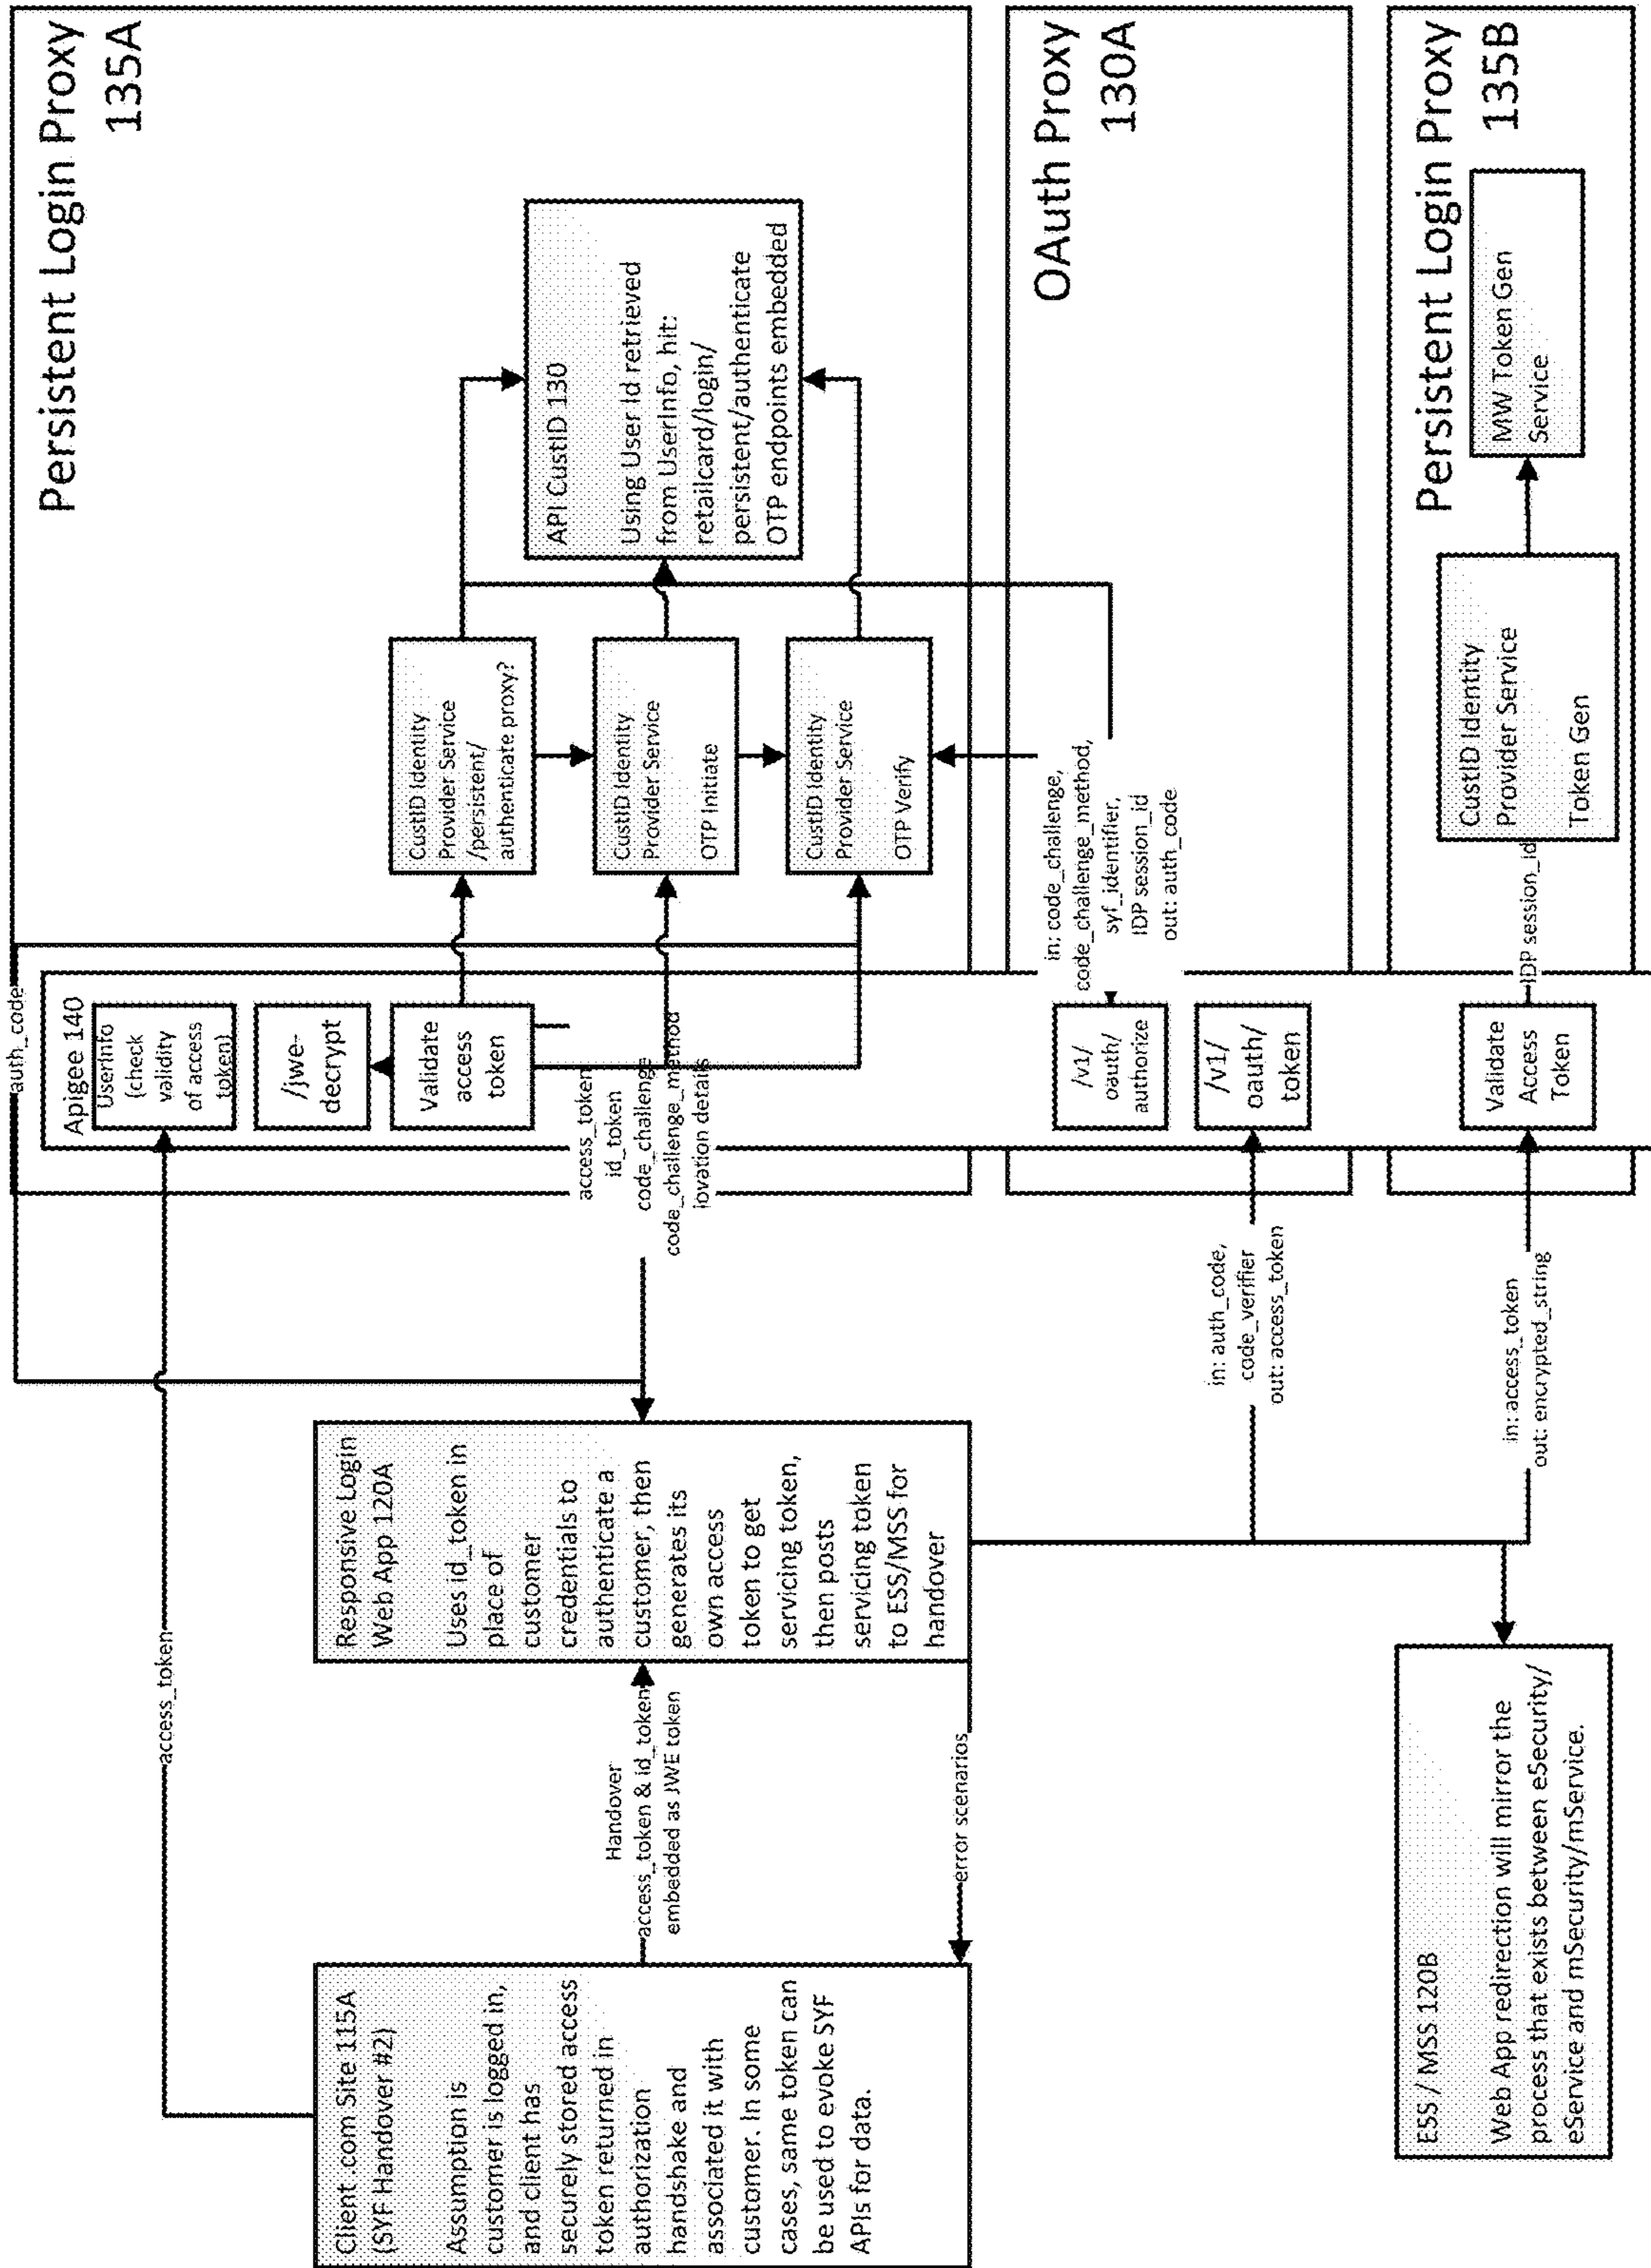 Client .com Site 115A
(SYF Handover #2)
Assumption is
customer is logged in,
and client has
securely stored access
token returned in
authorization
handshake and
associated it with
customer. In some
cases, same token can
be used to evoke SYF
APIs for data.
access_token
Handover
access_token & id_token
embedded as JWE token
error scenarios
Responsive Login
Web App 120A
Uses id_token in
place of
customer
credentials to
authenticate a
customer, then
generates its
own access
token to get
servicing token,
then posts
servicing token
to ESS/MSS for
handover
ESS / MSS 120B
Web App redirection will mirror the
process that exists between eSecurity/
eService and mSecurity/mService.
auth_code
access_token
id_token
code_challenge
code_challenge_method
iovation details
in: auth_code,
code_verifier
out: access_token
in: access_token
out: encrypted_string
Apigee 140
UserInfo
(check
validity
of access
token)
/jwe-
decrypt
Validate
access
token
/v1/
oauth/
authorize
/v1/
oauth/
token
Validate
Access
Token
Persistent Login Proxy
135A
CustID Identity
Provider Service
/persistent/
authenticate proxy?
CustID Identity
Provider Service
OTP Initiate
CustID Identity
Provider Service
OTP Verify
API CustID 130
Using User Id retrieved
from UserInfo, hit:
retailcard/login/
persistent/authenticate
OTP endpoints embedded
OAuth Proxy
130A
in: code_challenge,
code_challenge_method,
syf_identifier,
IDP session_id
out: auth_code
Persistent Login Proxy
135B
IDP session_id
CustID Identity
Provider Service
Token Gen
MW Token Gen
Service